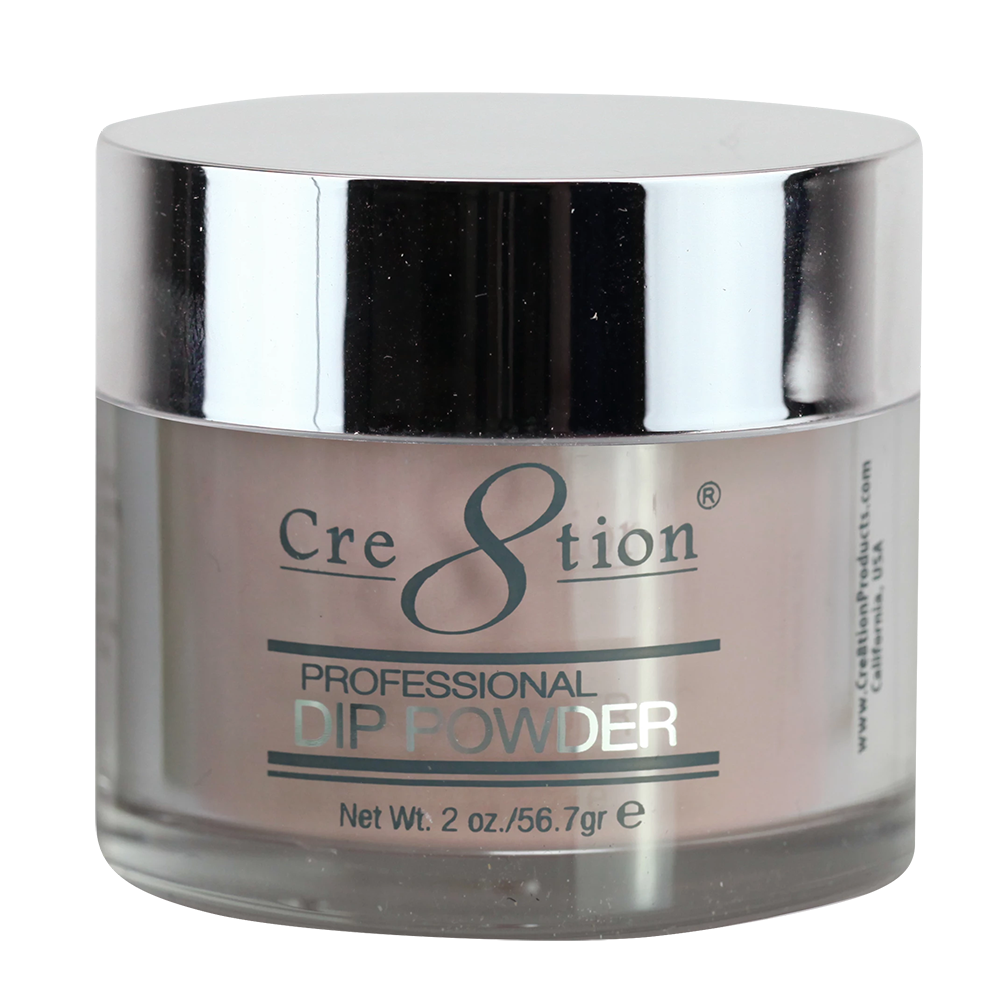 Cre8tion®
PROFESSIONAL
DIP POWDER
Net Wt. 2 oz./56.7gr ℮
www.Cre8tionProducts.com
California, USA